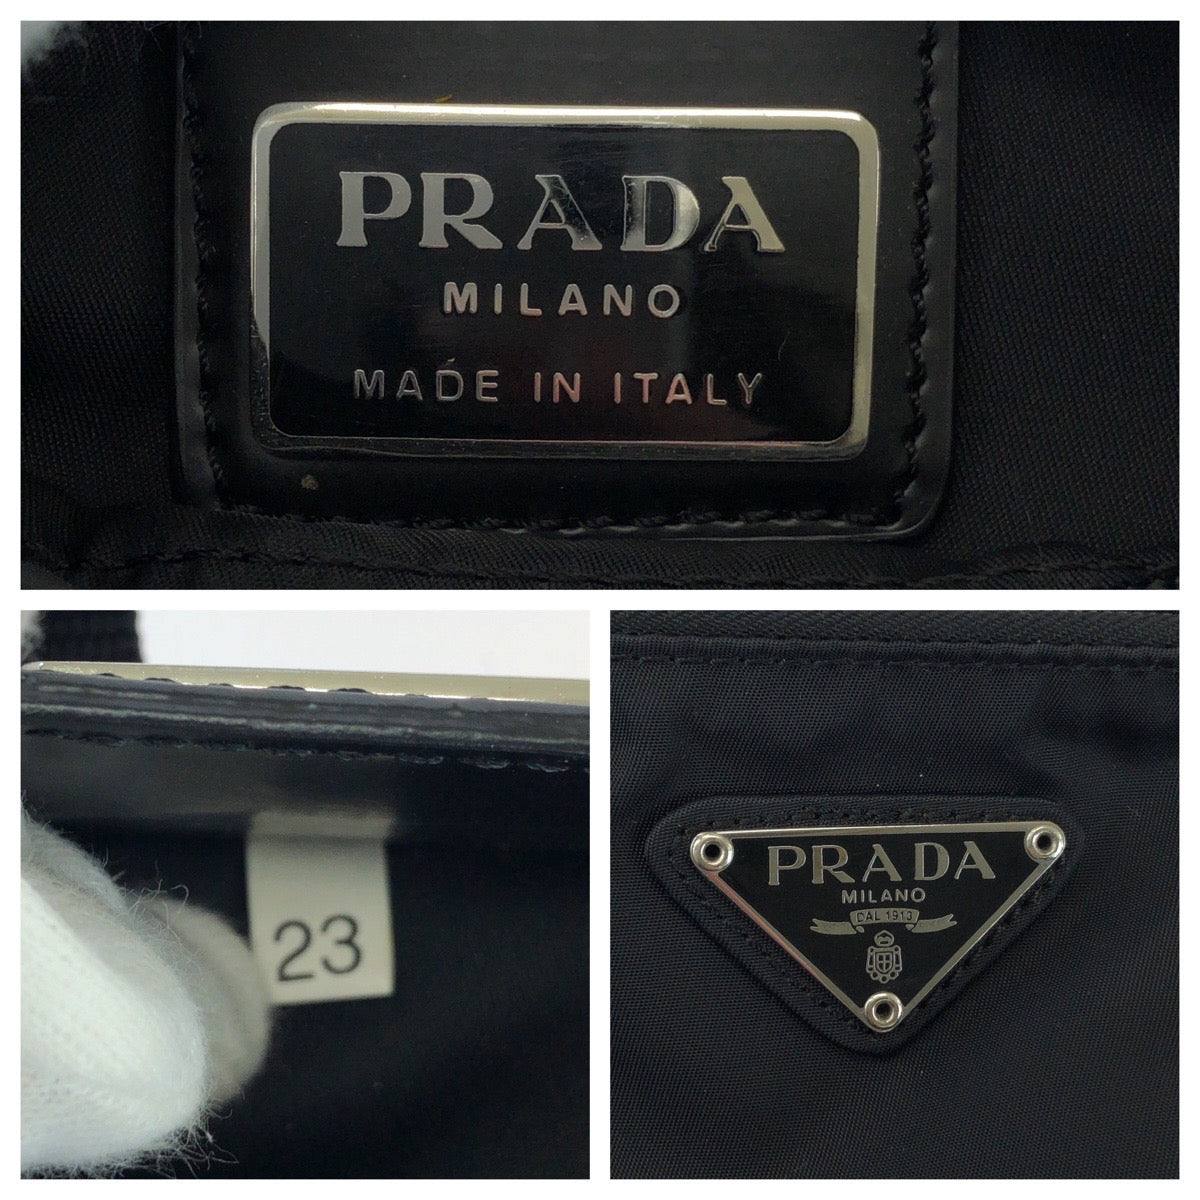 PRADA
MILANO
MADE IN ITALY
23
PRADA
MILANO
DAL 1913